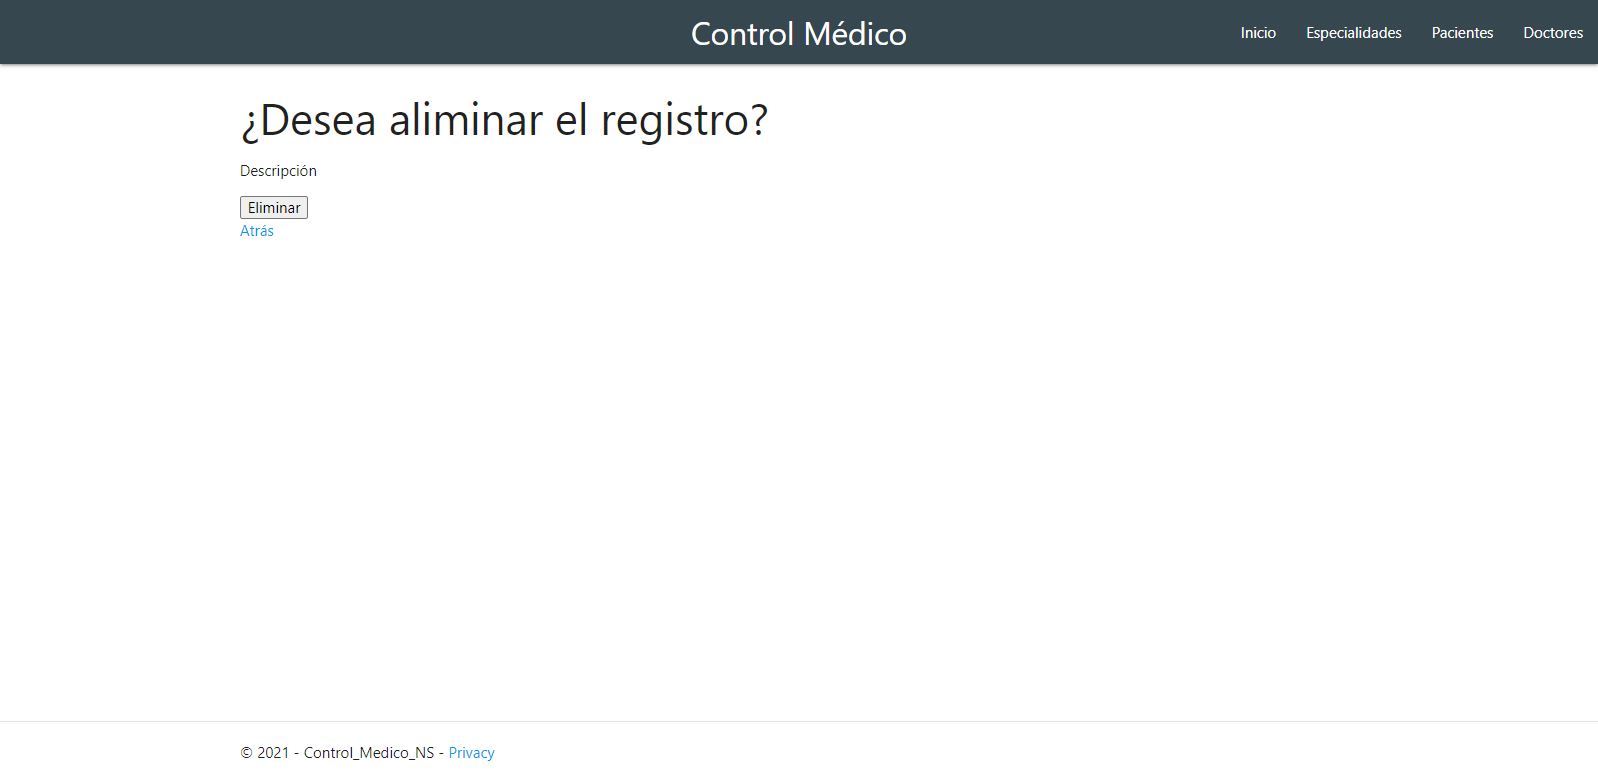 Control Médico
Inicio Especialidades Pacientes Doctores
¿Desea aliminar el registro?
Descripción
Eliminar
Atrás
© 2021 - Control_Medico_NS - Privacy